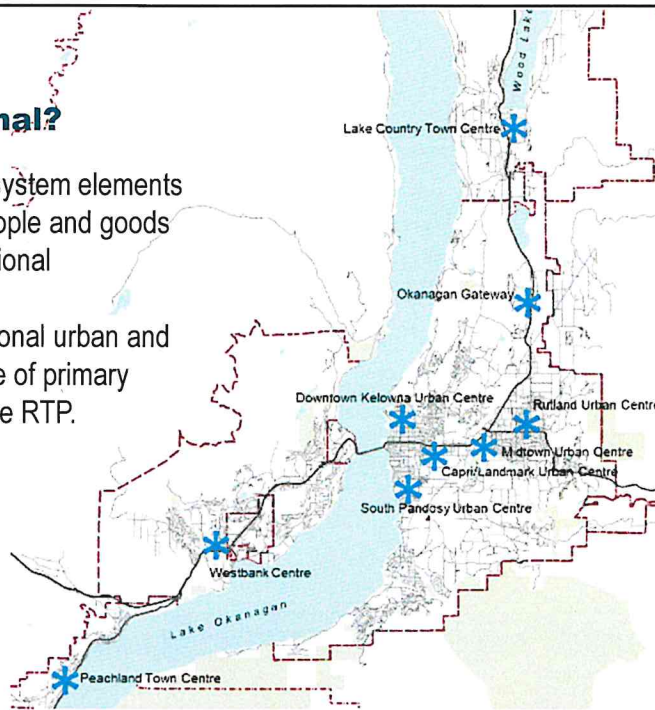 nal?
system elements
ople and goods
ional
onal urban and
e of primary
e RTP.
Wood Lake
Lake Country Town Centre
Okanagan Gateway
Downtown Kelowna Urban Centre
Rutland Urban Centre
Midtown Urban Centre
Capri/Landmark Urban Centre
South Pandosy Urban Centre
Westbank Centre
Lake Okanagan
Peachland Town Centre